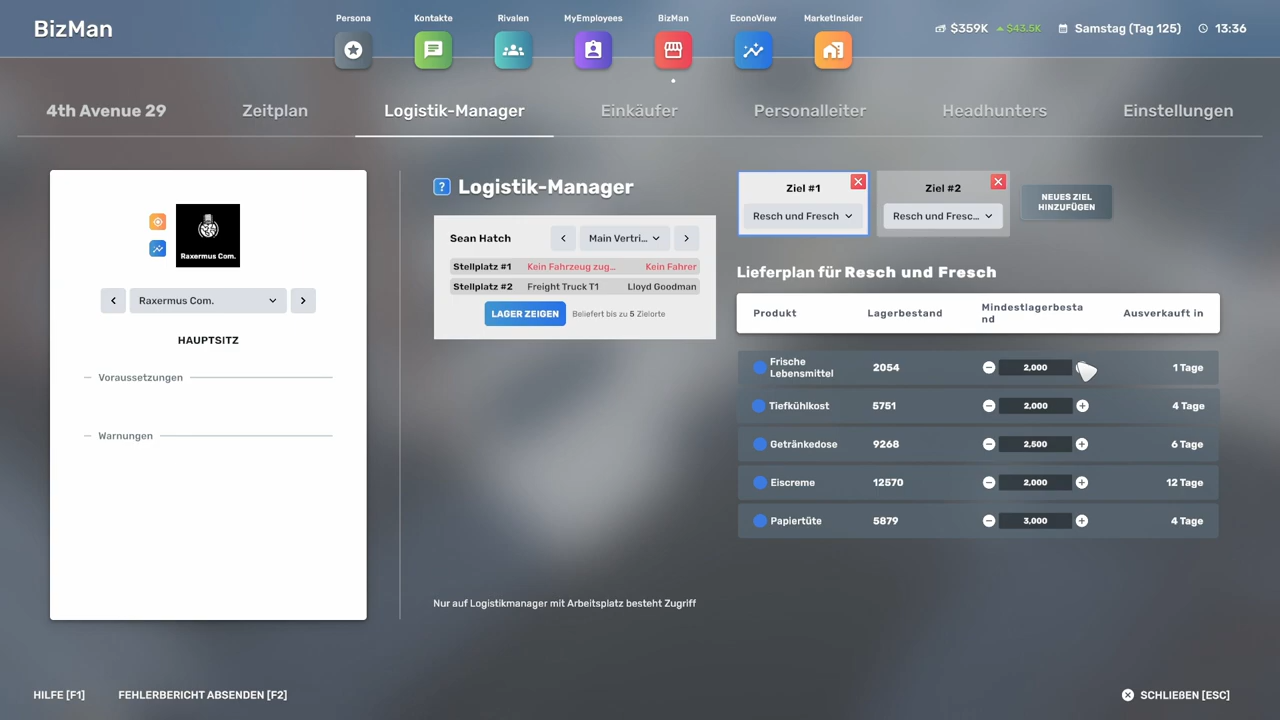 BizMan
Persona
Kontakte
Rivalen
MyEmployees
BizMan
EconoView
MarketInsider
$359K
$43.5K
Samstag (Tag 125)
13:36
4th Avenue 29
Zeitplan
Logistik-Manager
Einkäufer
Personalleiter
Headhunters
Einstellungen
Raxermus Com.
Raxermus Com.
HAUPTSITZ
Voraussetzungen
Warnungen
? Logistik-Manager
Sean Hatch
Main Vertri...
Stellplatz #1 Kein Fahrzeug zug... Kein Fahrer
Stellplatz #2 Freight Truck T1 Lloyd Goodman
LAGER ZEIGEN
Beliefert bis zu 5 Zielorte
Nur auf Logistikmanager mit Arbeitsplatz besteht Zugriff
Ziel #1
Resch und Fresch
Ziel #2
Resch und Fresc...
NEUES ZIEL
HINZUFÜGEN
Lieferplan für Resch und Fresch
Produkt
Lagerbestand
Mindestlagerbesta
nd
Ausverkauft in
Frische
Lebensmittel
2054
2,000
1 Tage
Tiefkühlkost
5751
2,000
4 Tage
Getränkedose
9268
2,500
6 Tage
Eiscreme
12570
2,000
12 Tage
Papiertüte
5879
3,000
4 Tage
HILFE [F1]
FEHLERBERICHT ABSENDEN [F2]
SCHLIEßEN [ESC]